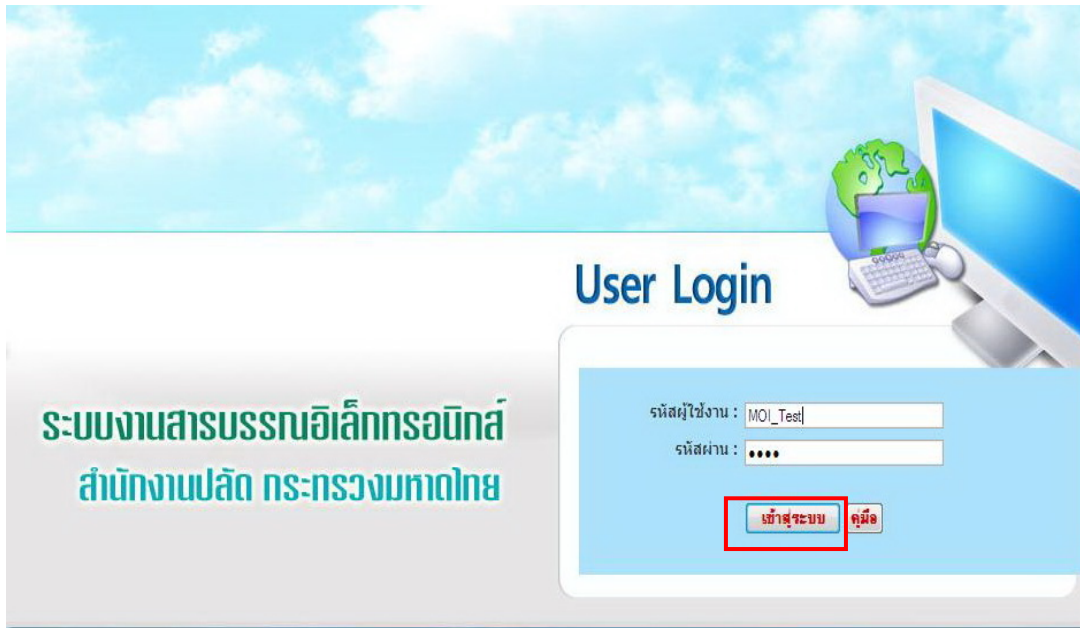 User Login
ระบบงานสารบรรณอิเล็กทรอนิกส์
สำนักงานปลัด กระทรวงมหาดไทย
รหัสผู้ใช้งาน : MOI_Test
รหัสผ่าน : ••••
เข้าสู่ระบบ คู่มือ